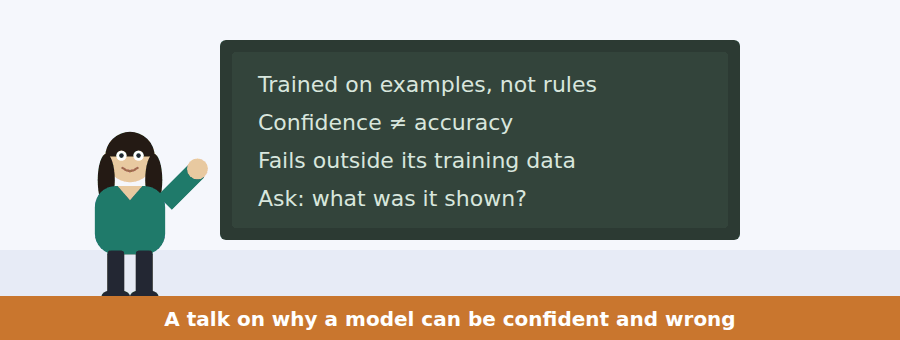 Trained on examples, not rules
Confidence ≠ accuracy
Fails outside its training data
Ask: what was it shown?
A talk on why a model can be confident and wrong